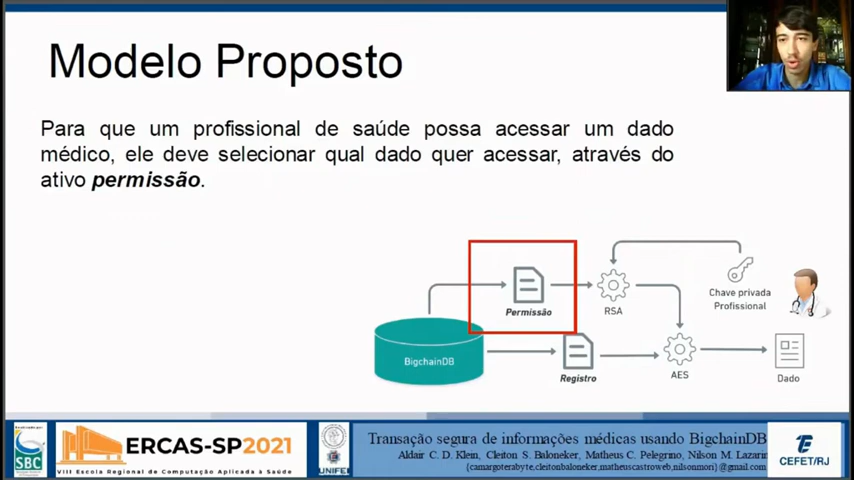 Modelo Proposto
Para que um profissional de saúde possa acessar um dado
médico, ele deve selecionar qual dado quer acessar, através do
ativo permissão.
Permissão
RSA
Chave privada
Profissional
BigchainDB
Registro
AES
Dado
SBC
ERCAS-SP2021
VIII Escola Regional de Computação Aplicada à Saúde
UNIFEI
Transação segura de informações médicas usando BigchainDB
Aldair C. D. Klein, Cleiton S. Baloneker, Matheus C. Pelegrino, Nilson M. Lazarin
{camargoterabyte,cleitonbaloneker,matheuscastroweb,nilsonmori}@gmail.com
CEFET/RJ